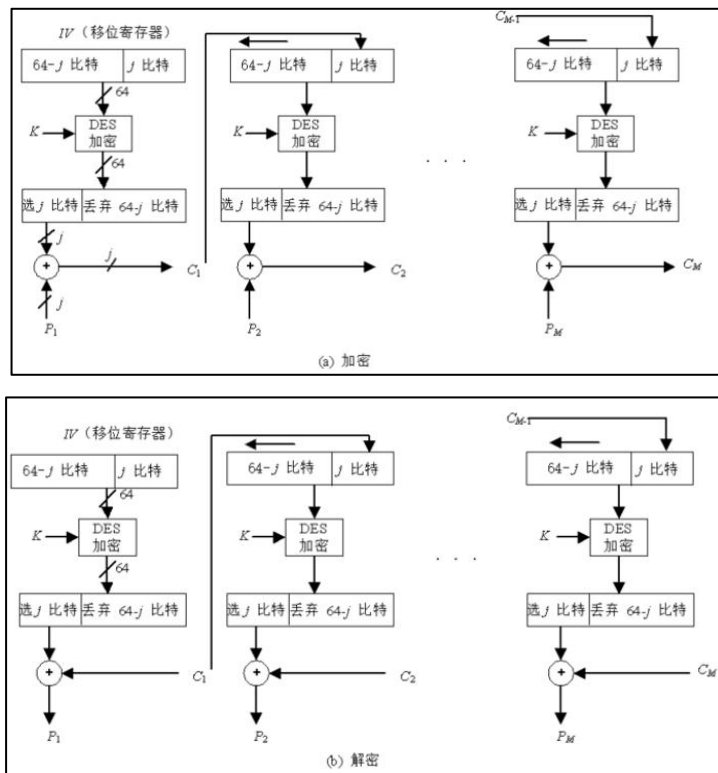 C_{M-1}
IV（移位寄存器）
64-j 比特 j 比特 64-j 比特 j 比特 64-j 比特 j 比特
64
K DES 加密 K DES 加密 K DES 加密
64
. . .
选 j 比特 丢弃 64-j 比特 选 j 比特 丢弃 64-j 比特 选 j 比特 丢弃 64-j 比特
j
+ j C_1 + C_2 + C_M
j
P_1 P_2 P_M
(a) 加密
C_{M-1}
IV（移位寄存器）
64-j 比特 j 比特 64-j 比特 j 比特 64-j 比特 j 比特
64
K DES 加密 K DES 加密 K DES 加密
64
. . .
选 j 比特 丢弃 64-j 比特 选 j 比特 丢弃 64-j 比特 选 j 比特 丢弃 64-j 比特
+ C_1 + C_2 + C_M
P_1 P_2 P_M
(b) 解密